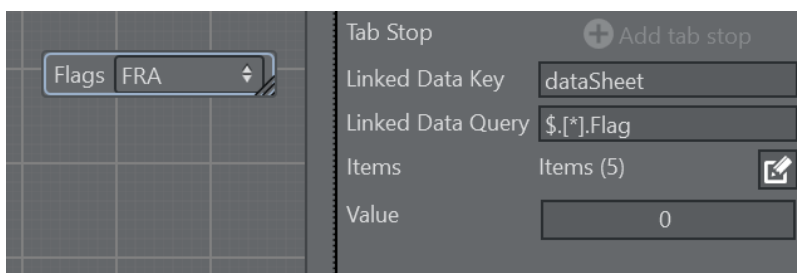 Flags FRA
Tab Stop Add tab stop
Linked Data Key dataSheet
Linked Data Query $.[*].Flag
Items Items (5)
Value 0